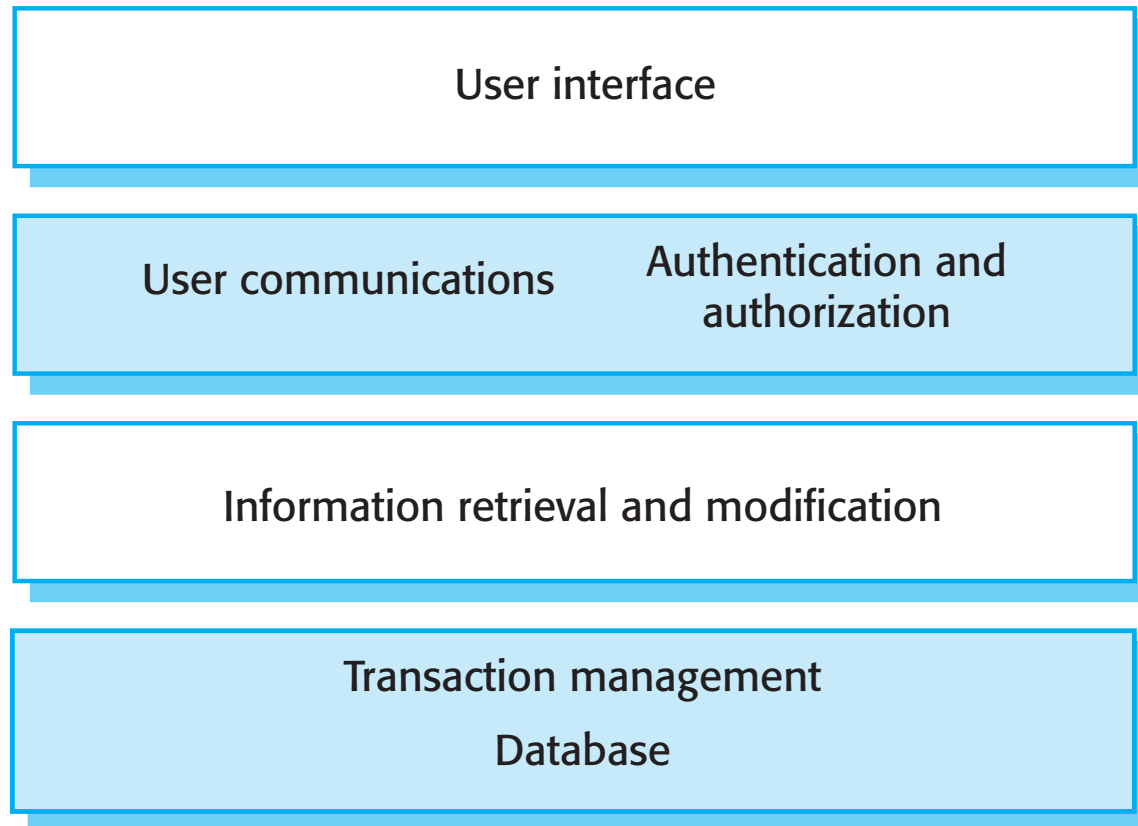 User interface
User communications
Authentication and
authorization
Information retrieval and modification
Transaction management
Database